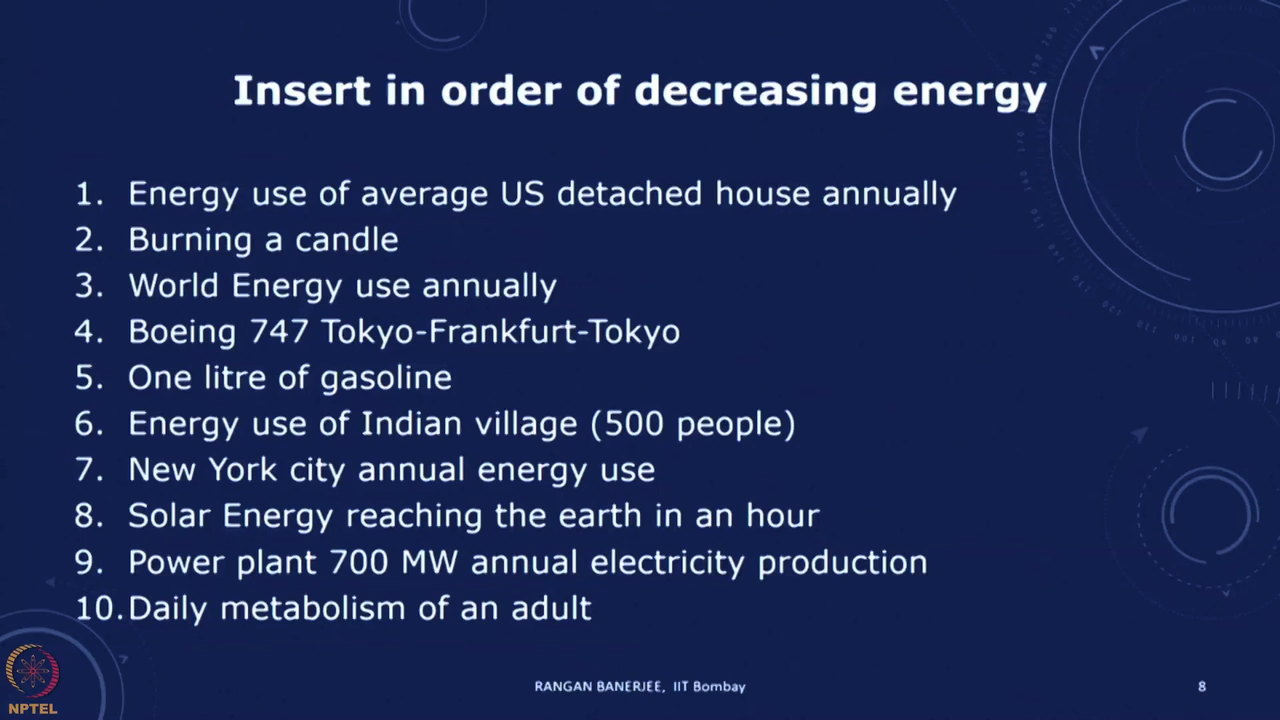 Insert in order of decreasing energy
1. Energy use of average US detached house annually
2. Burning a candle
3. World Energy use annually
4. Boeing 747 Tokyo-Frankfurt-Tokyo
5. One litre of gasoline
6. Energy use of Indian village (500 people)
7. New York city annual energy use
8. Solar Energy reaching the earth in an hour
9. Power plant 700 MW annual electricity production
10. Daily metabolism of an adult
NPTEL
RANGAN BANERJEE, IIT Bombay
8